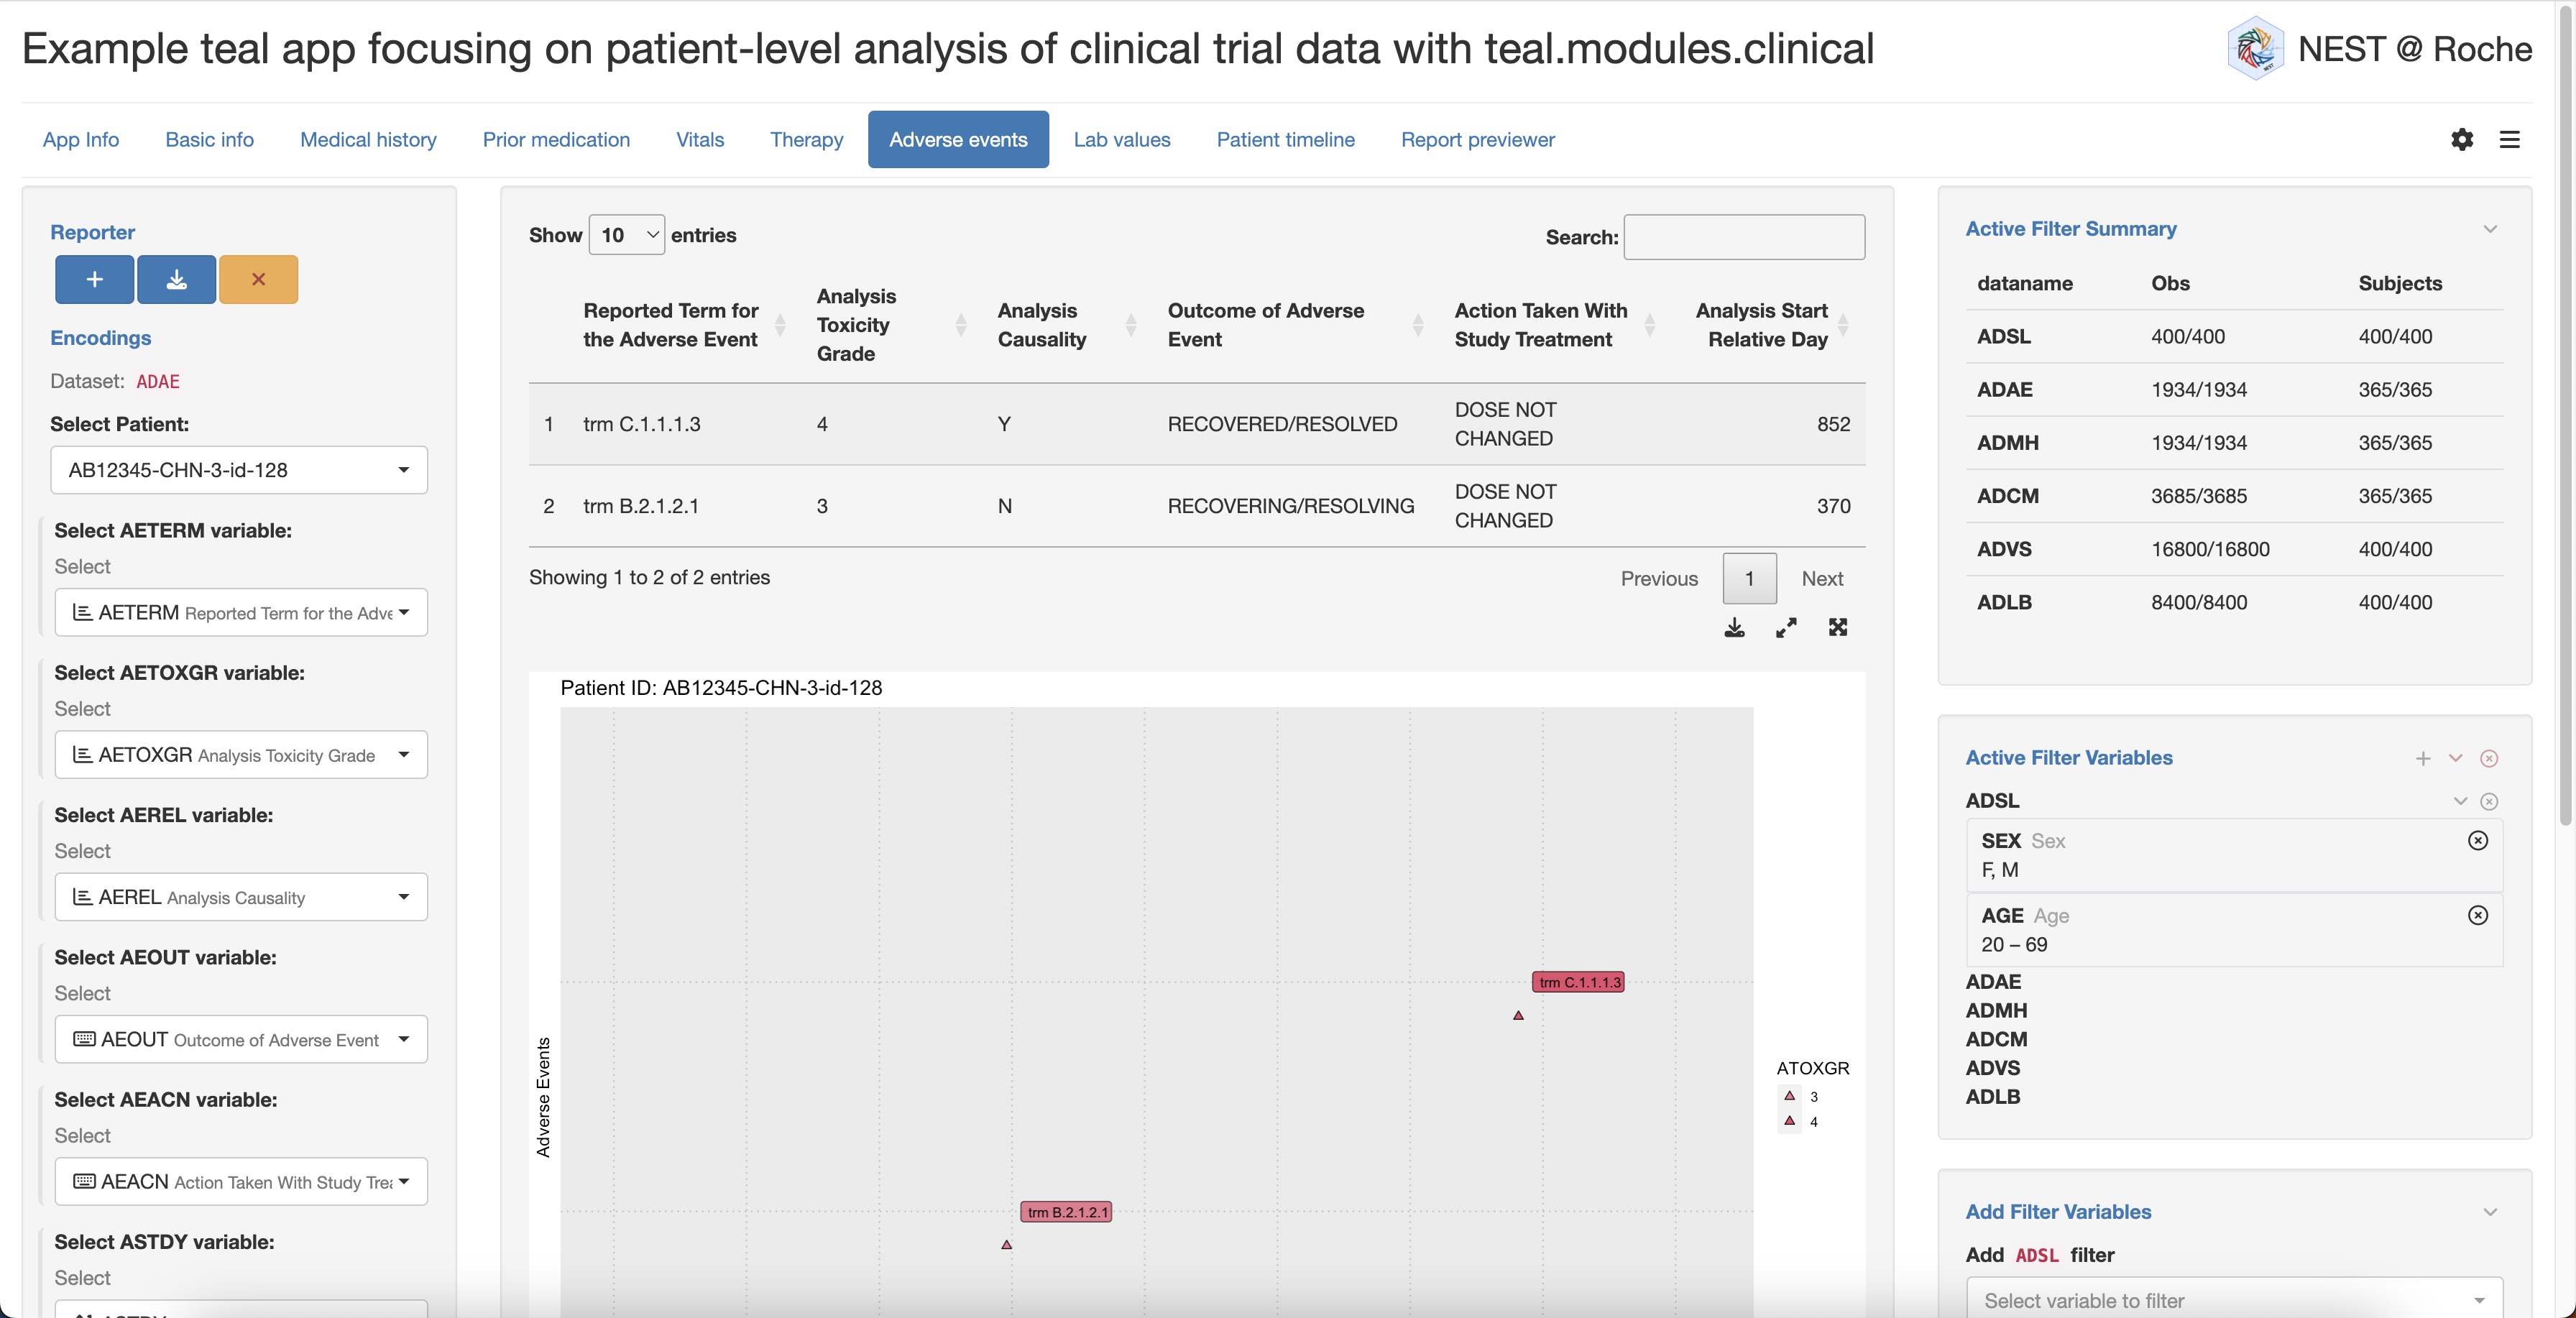 Example teal app focusing on patient-level analysis of clinical trial data with teal.modules.clinical
NEST @ Roche
App Info
Basic info
Medical history
Prior medication
Vitals
Therapy
Adverse events
Lab values
Patient timeline
Report previewer
Reporter
Encodings
Dataset: ADAE
Select Patient:
AB12345-CHN-3-id-128
Select AETERM variable:
Select
AETERM Reported Term for the Adve
Select AETOXGR variable:
Select
AETOXGR Analysis Toxicity Grade
Select AEREL variable:
Select
AEREL Analysis Causality
Select AEOUT variable:
Select
AEOUT Outcome of Adverse Event
Select AEACN variable:
Select
AEACN Action Taken With Study Trea
Select ASTDY variable:
Select
Show 10 entries
Search:
Reported Term for the Adverse Event
Analysis Toxicity Grade
Analysis Causality
Outcome of Adverse Event
Action Taken With Study Treatment
Analysis Start Relative Day
1 trm C.1.1.1.3 4 Y RECOVERED/RESOLVED DOSE NOT CHANGED 852
2 trm B.2.1.2.1 3 N RECOVERING/RESOLVING DOSE NOT CHANGED 370
Showing 1 to 2 of 2 entries
Previous 1 Next
Patient ID: AB12345-CHN-3-id-128
trm C.1.1.1.3
trm B.2.1.2.1
Adverse Events
ATOXGR
3
4
Active Filter Summary
dataname Obs Subjects
ADSL 400/400 400/400
ADAE 1934/1934 365/365
ADMH 1934/1934 365/365
ADCM 3685/3685 365/365
ADVS 16800/16800 400/400
ADLB 8400/8400 400/400
Active Filter Variables
ADSL
SEX Sex
F, M
AGE Age
20 – 69
ADAE
ADMH
ADCM
ADVS
ADLB
Add Filter Variables
Add ADSL filter
Select variable to filter